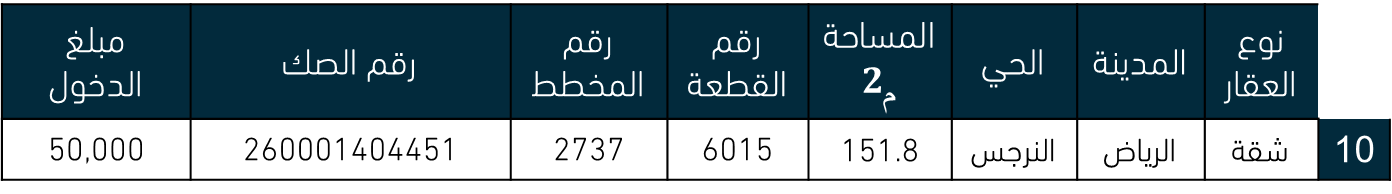 نوع العقار المدينة الحي المساحة م2 رقم القطعة رقم المخطط رقم الصك مبلغ الدخول
10 شقة الرياض النرجس 151.8 6015 2737 260001404451 50,000